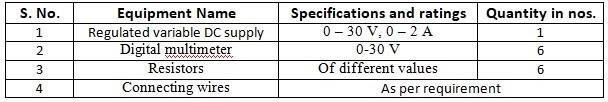 S. No. Equipment Name Specifications and ratings Quantity in nos.
1 Regulated variable DC supply 0 – 30 V, 0 – 2 A 1
2 Digital multimeter 0-30 V 6
3 Resistors Of different values 6
4 Connecting wires As per requirement